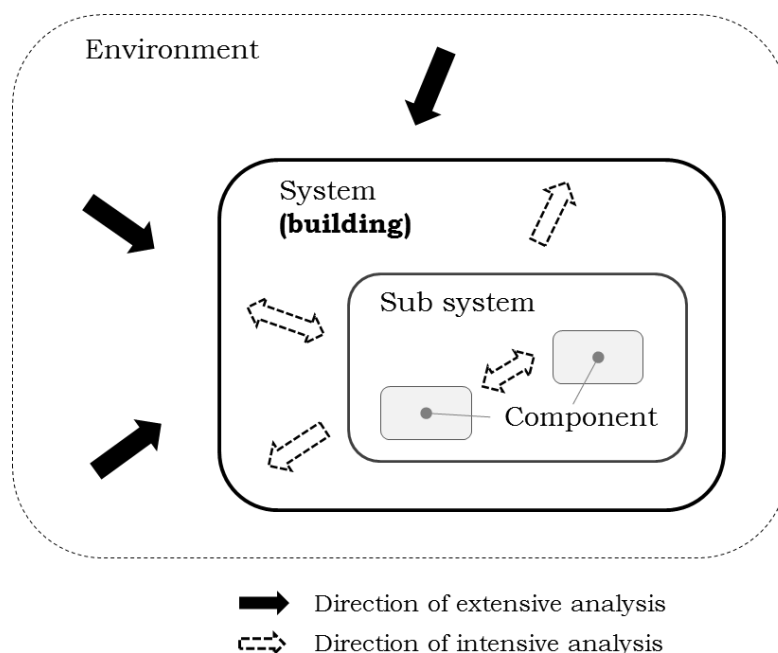 Environment
System
(building)
Sub system
Component
Direction of extensive analysis
Direction of intensive analysis